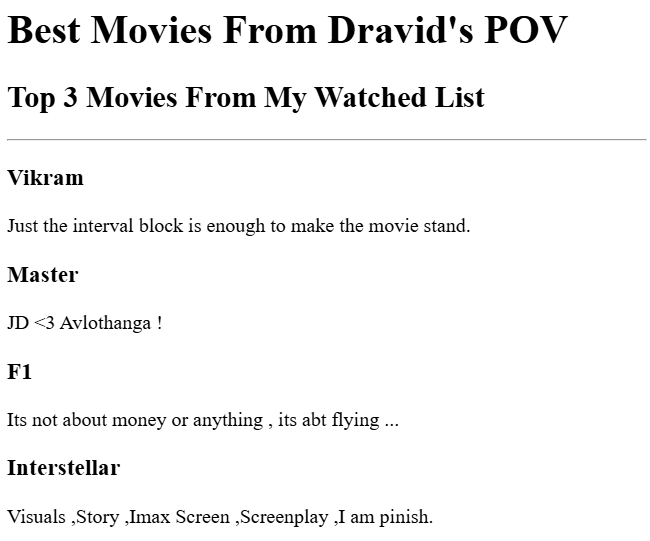 Best Movies From Dravid's POV
Top 3 Movies From My Watched List
Vikram
Just the interval block is enough to make the movie stand.
Master
JD <3 Avlothanga !
F1
Its not about money or anything , its abt flying ...
Interstellar
Visuals ,Story ,Imax Screen ,Screenplay ,I am pinish.